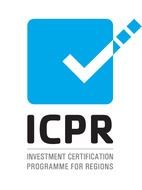 ICPR
INVESTMENT CERTIFICATION
PROGRAMME FOR REGIONS